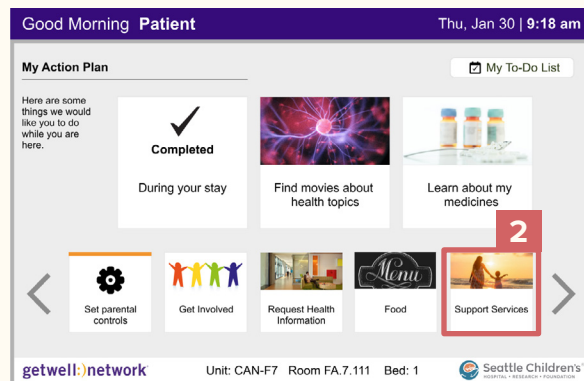 Good Morning Patient
Thu, Jan 30 | 9:18 am
My Action Plan
My To-Do List
Here are some
things we would
like you to do
while you are
here.
Completed
During your stay
Find movies about
health topics
Learn about my
medicines
2
Set parental
controls
Get Involved
Request Health
Information
Menu
Food
Support Services
getwell:)network
Unit: CAN-F7 Room FA.7.111 Bed: 1
Seattle Children's
HOSPITAL • RESEARCH • FOUNDATION